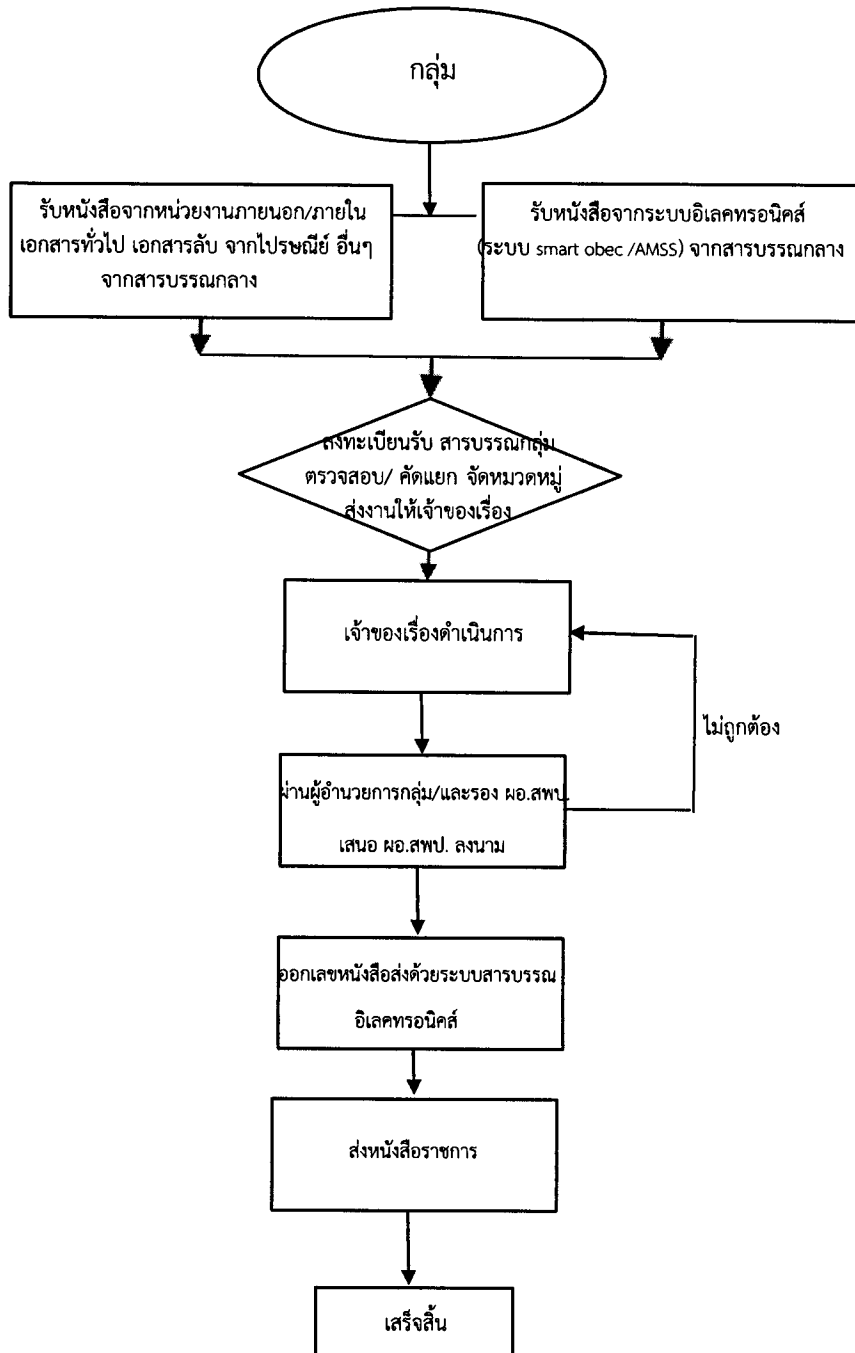 กลุ่ม
รับหนังสือจากหน่วยงานภายนอก/ภายใน
เอกสารทั่วไป เอกสารลับ จากไปรษณีย์ อื่นๆ
จากสารบรรณกลาง
รับหนังสือจากระบบอิเลคทรอนิคส์
(ระบบ smart obec /AMSS) จากสารบรรณกลาง
ลงทะเบียนรับ สารบรรณกลุ่ม
ตรวจสอบ/ คัดแยก จัดหมวดหมู่
ส่งงานให้เจ้าของเรื่อง
เจ้าของเรื่องดำเนินการ
ไม่ถูกต้อง
ผ่านผู้อำนวยการกลุ่ม/และรอง ผอ.สพป.
เสนอ ผอ.สพป. ลงนาม
ออกเลขหนังสือส่งด้วยระบบสารบรรณ
อิเลคทรอนิคส์
ส่งหนังสือราชการ
เสร็จสิ้น